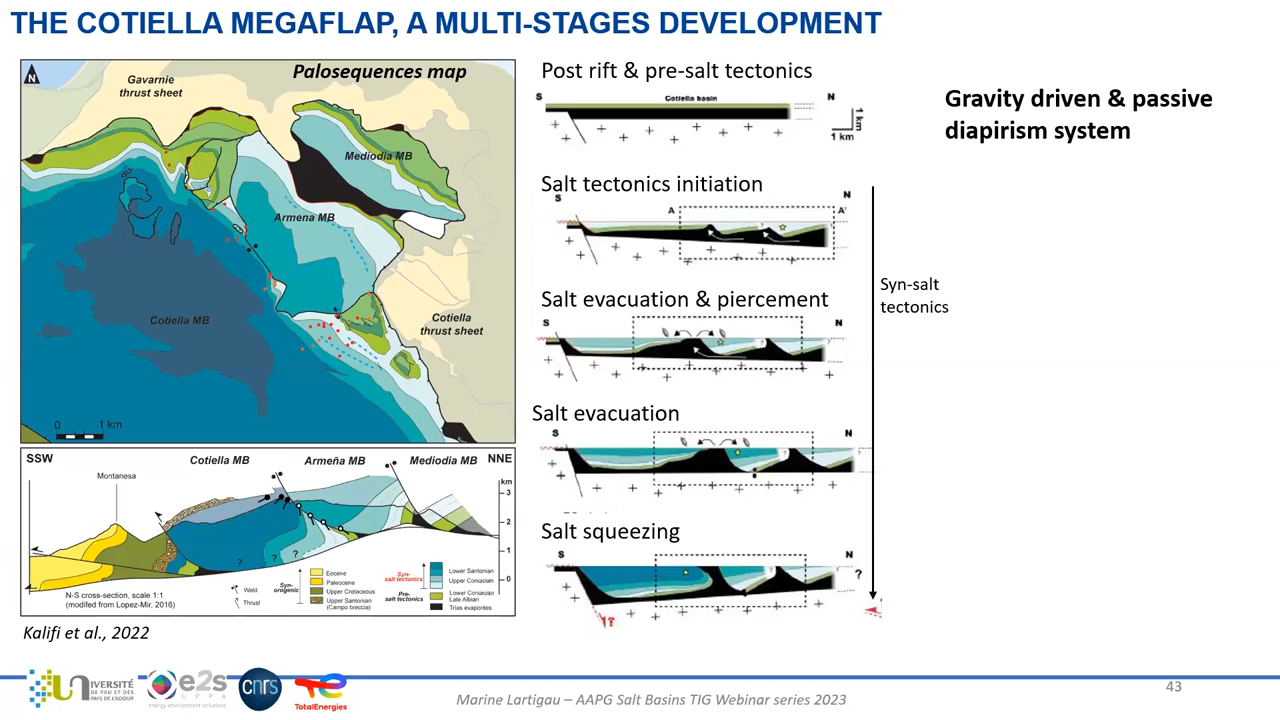 THE COTIELLA MEGAFLAP, A MULTI-STAGES DEVELOPMENT
N
Palosequences map
Gavarnie
thrust sheet
Mediodia MB
Armena MB
Cotiella MB
Cotiella
thrust sheet
0 1 km
SSW
Cotiella MB
Armeña MB
Mediodia MB
NNE
Montanesa
km
3
2
1
0
? ? ?
N-S cross-section, scale 1:1
(modifed from Lopez-Mir, 2016)
Weld
Thrust
Syn-
orogenic
Eocene
Paleocene
Upper Cretaceous
Upper Santonian
(Campo breccia)
Syn-
salt tectonics
Pre-
salt tectonics
Lower Santonian
Upper Coniacian
Lower Coniacian
Late Albian
Trias evaporites
Kalifi et al., 2022
Post rift & pre-salt tectonics
S
Cotiella basin
N
1 km
1 km
Salt tectonics initiation
S
N
A
A'
?
Salt evacuation & piercement
S
N
?
Salt evacuation
S
N
?
?
Salt squeezing
S
N
?
?
?
Syn-salt
tectonics
Gravity driven & passive
diapirism system
UNIVERSITÉ
DE PAU ET DES
PAYS DE L'ADOUR
e2s
UPPA
energy environment solutions
cnrs
TotalEnergies
Marine Lartigau – AAPG Salt Basins TIG Webinar series 2023
43